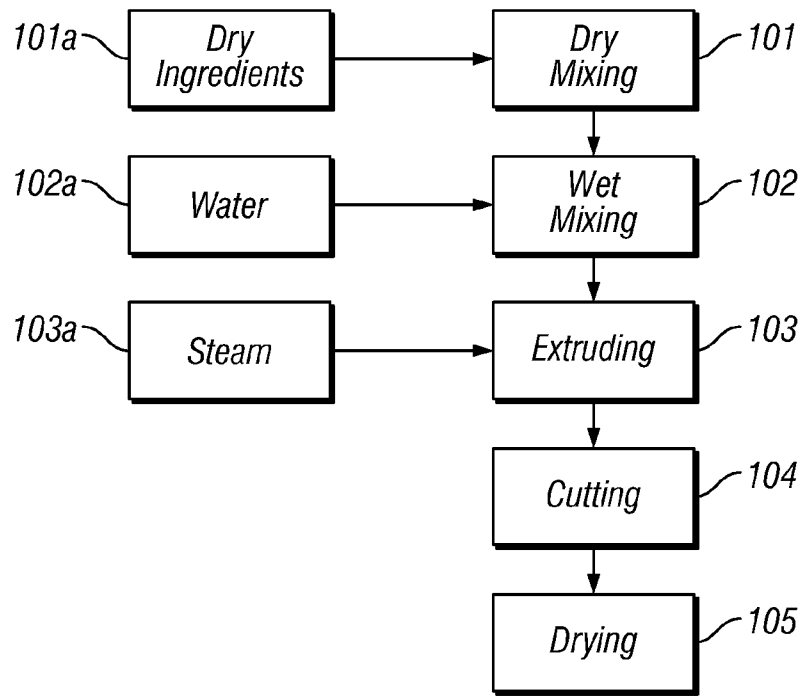 101a
Dry
Ingredients
Dry
Mixing
101
102a
Water
Wet
Mixing
102
103a
Steam
Extruding
103
Cutting
104
Drying
105